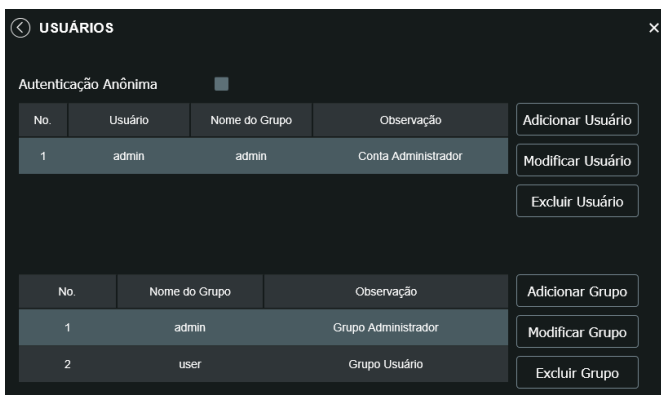 USUÁRIOS
Autenticação Anônima
No. Usuário Nome do Grupo Observação Adicionar Usuário
1 admin admin Conta Administrador Modificar Usuário
Excluir Usuário
No. Nome do Grupo Observação Adicionar Grupo
1 admin Grupo Administrador Modificar Grupo
2 user Grupo Usuário Excluir Grupo